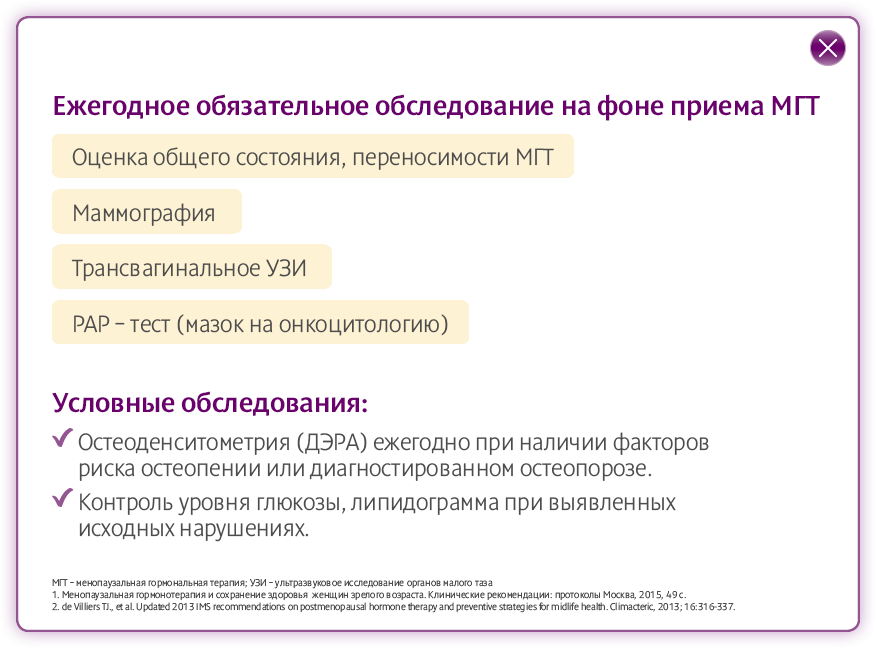 Ежегодное обязательное обследование на фоне приема МГТ
Оценка общего состояния, переносимости МГТ
Маммография
Трансвагинальное УЗИ
PAP – тест (мазок на онкоцитологию)
Условные обследования:
Остеоденситометрия (ДЭРА) ежегодно при наличии факторов
риска остеопении или диагностированном остеопорозе.
Контроль уровня глюкозы, липидограмма при выявленных
исходных нарушениях.
МГТ – менопаузальная гормональная терапия; УЗИ – ультразвуковое исследование органов малого таза
1. Менопаузальная гормонотерапия и сохранение здоровья женщин зрелого возраста. Клинические рекомендации: протоколы Москва, 2015, 49 с.
2. de Villiers TJ., et al. Updated 2013 IMS recommendations on postmenopausal hormone therapy and preventive strategies for midlife health. Climacteric, 2013; 16:316-337.